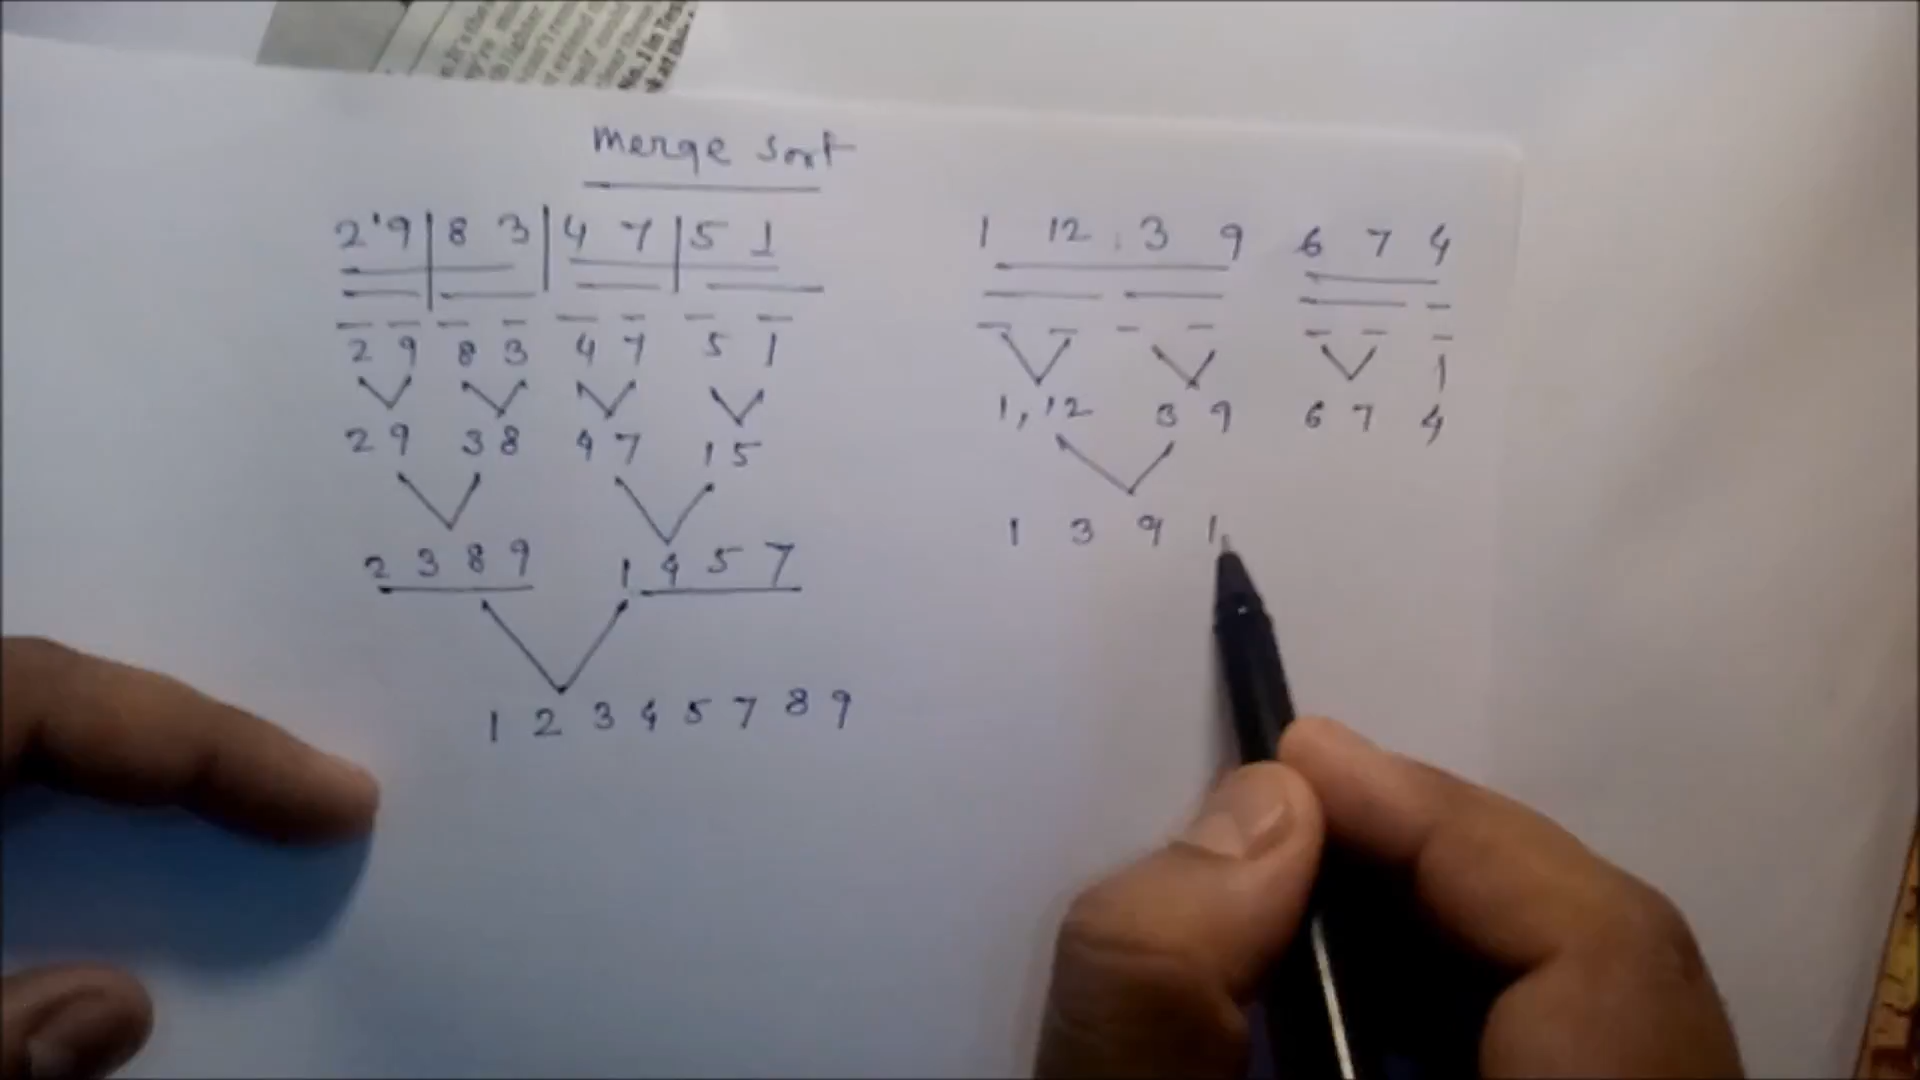 merge sort
2 9 | 8 3 | 4 7 | 5 1
2 9 8 3 4 7 5 1
2 9 3 8 4 7 1 5
2 3 8 9 1 4 5 7
1 2 3 4 5 7 8 9
1 12 3 9 6 7 4
1, 12 3 9 6 7 4
1 3 9 1
No. 1 in